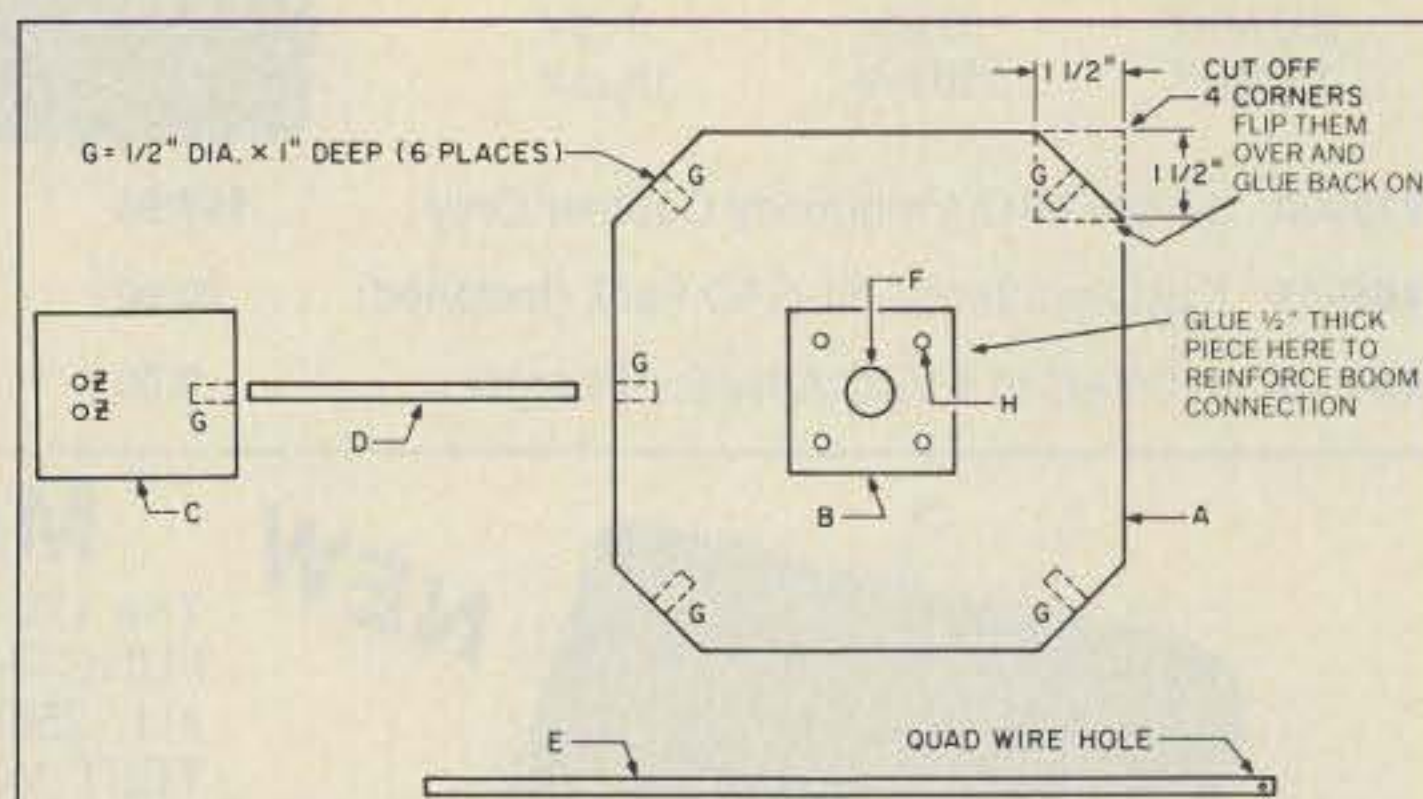 1 1/2"
CUT OFF
4 CORNERS
FLIP THEM
OVER AND
GLUE BACK ON
1 1/2"
G = 1/2" DIA. × 1" DEEP (6 PLACES)
G
G
F
GLUE ½" THICK
PIECE HERE TO
REINFORCE BOOM
CONNECTION
G
H
G
D
C
B
A
G
G
NEW
E
QUAD WIRE HOLE